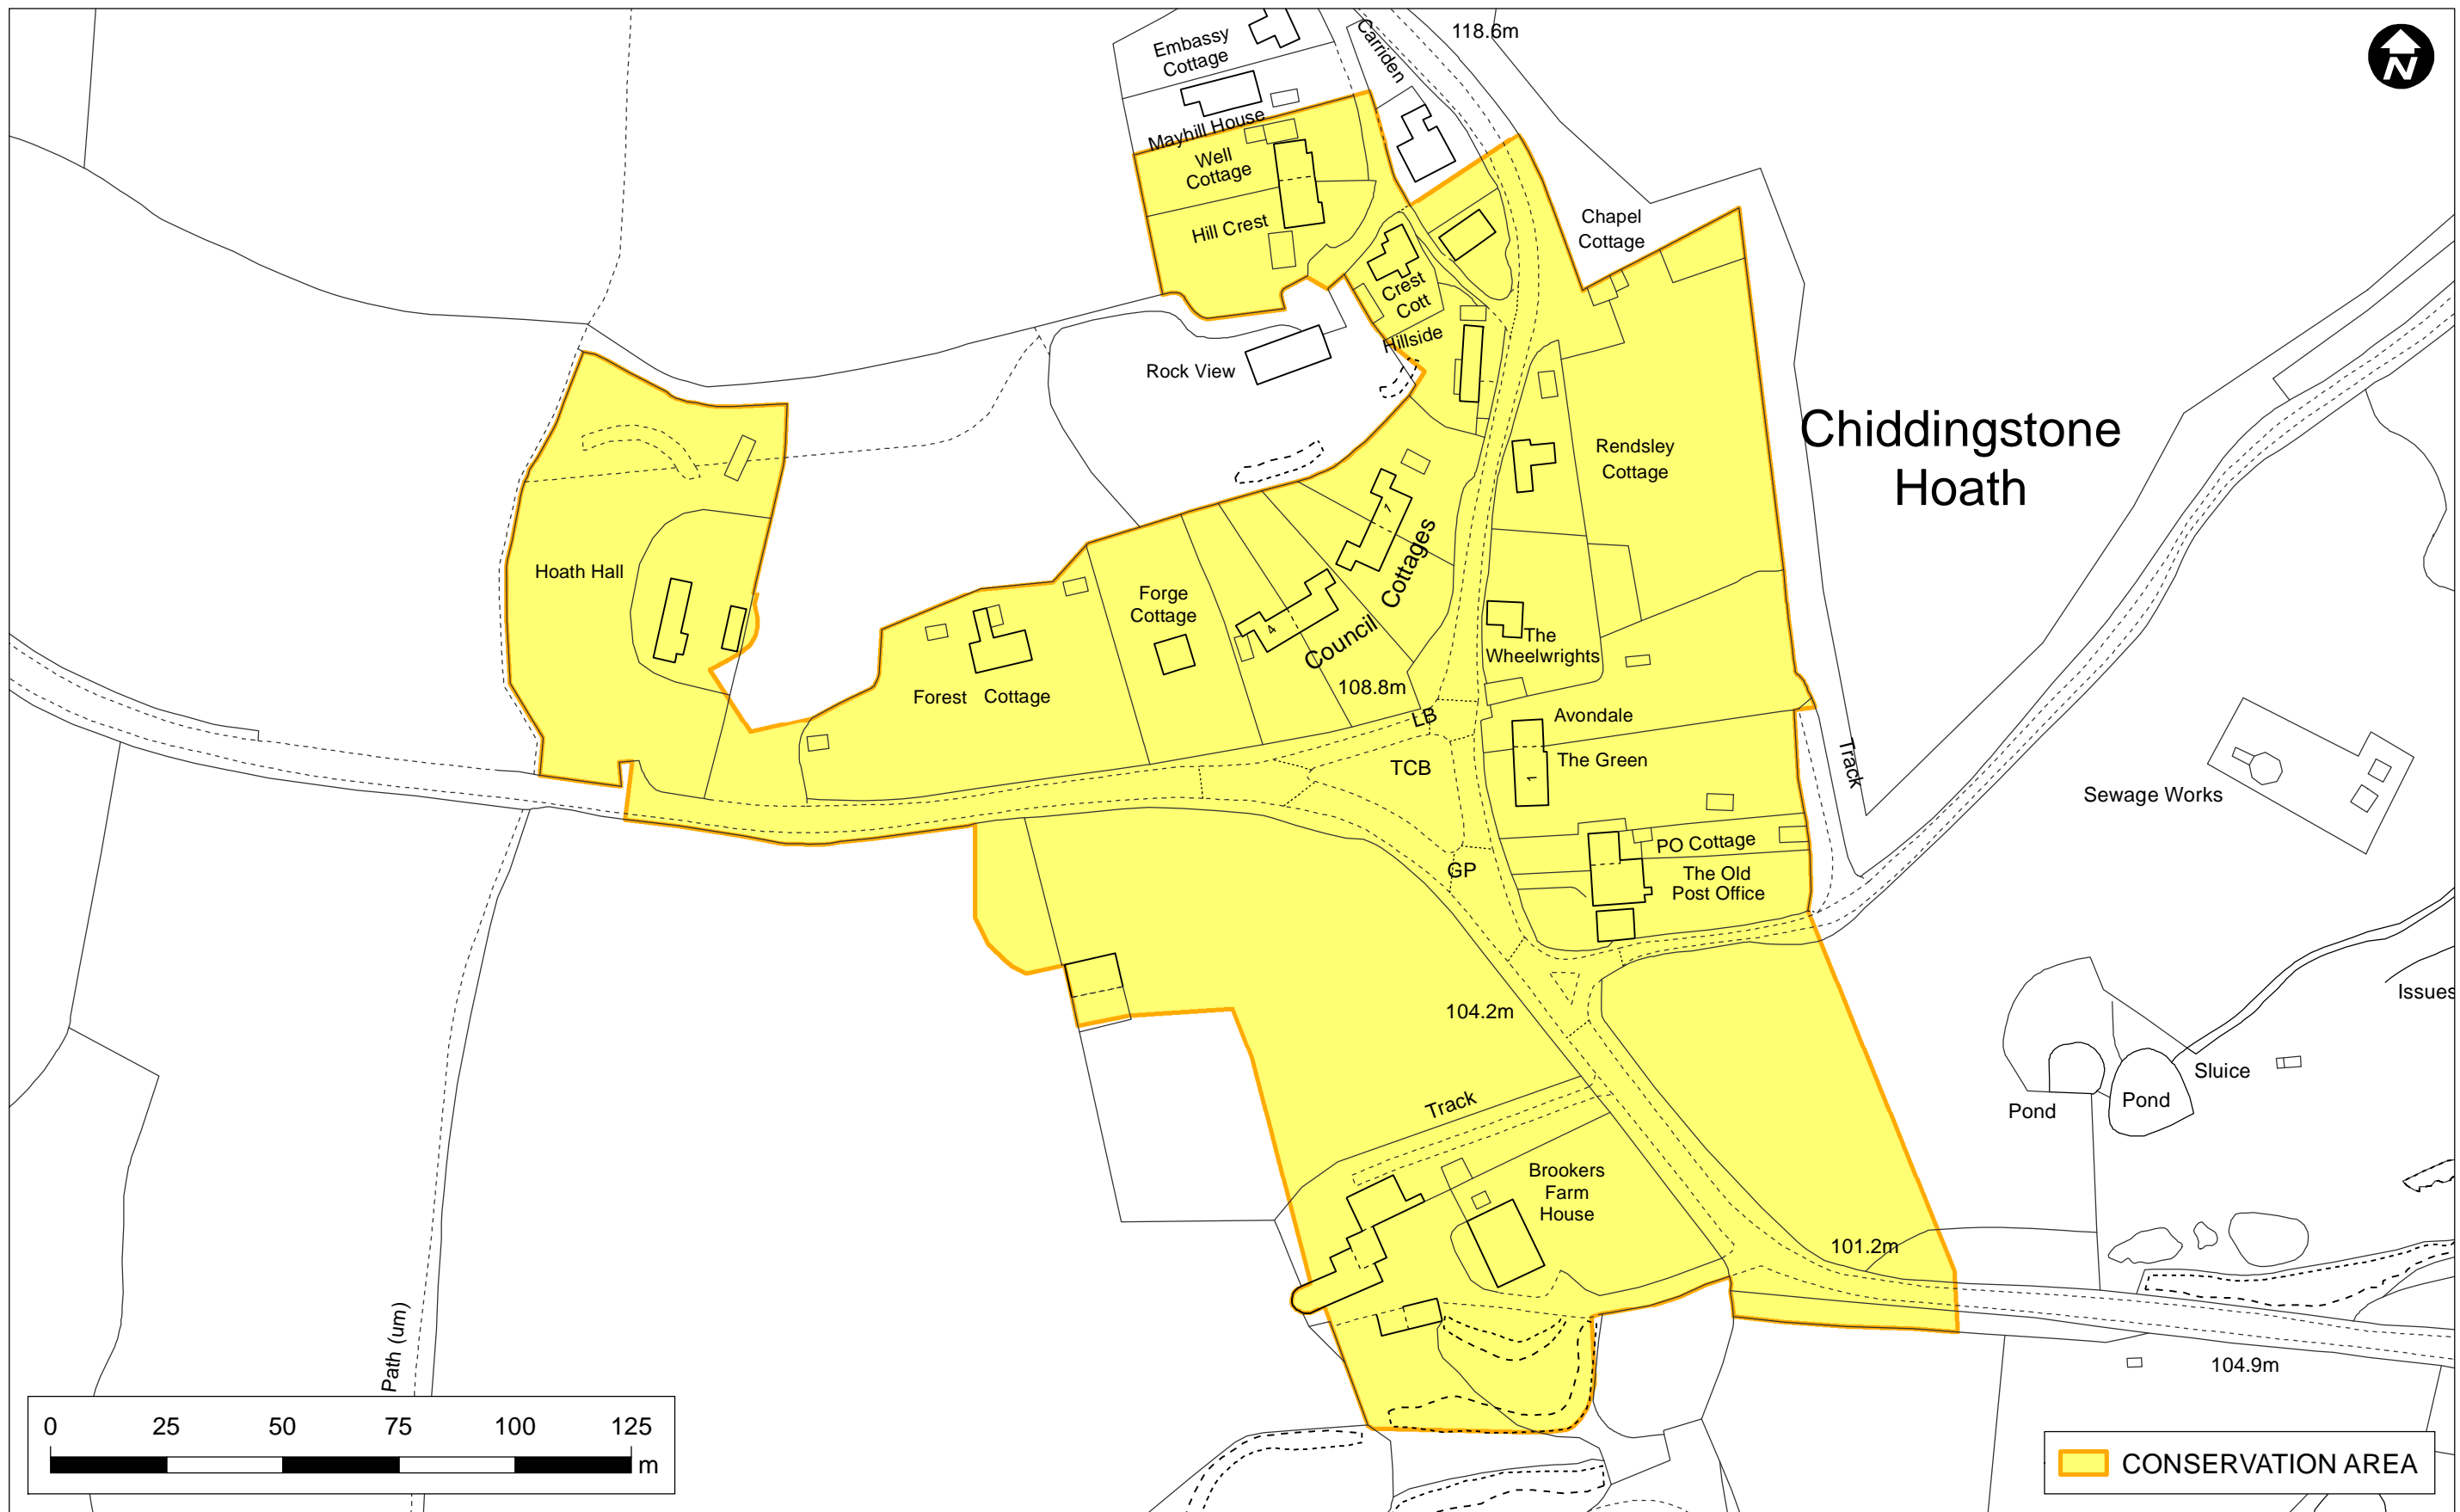 118.6m
Carriden
Embassy
Cottage
N
Mayhill House
Well
Cottage
Hill Crest
Chapel
Cottage
Crest
Cott
Hillside
Rock View
Rendsley
Cottage
Chiddingstone
Hoath
7
Hoath Hall
Forge
Cottage
Council Cottages
4
The
Wheelwrights
Forest Cottage
108.8m
LB
Avondale
TCB
The Green
1
Track
Sewage Works
PO Cottage
GP
The Old
Post Office
104.2m
Issues
Sluice
Pond
Pond
Track
Brookers
Farm
House
101.2m
Path (um)
104.9m
0 25 50 75 100 125
m
CONSERVATION AREA